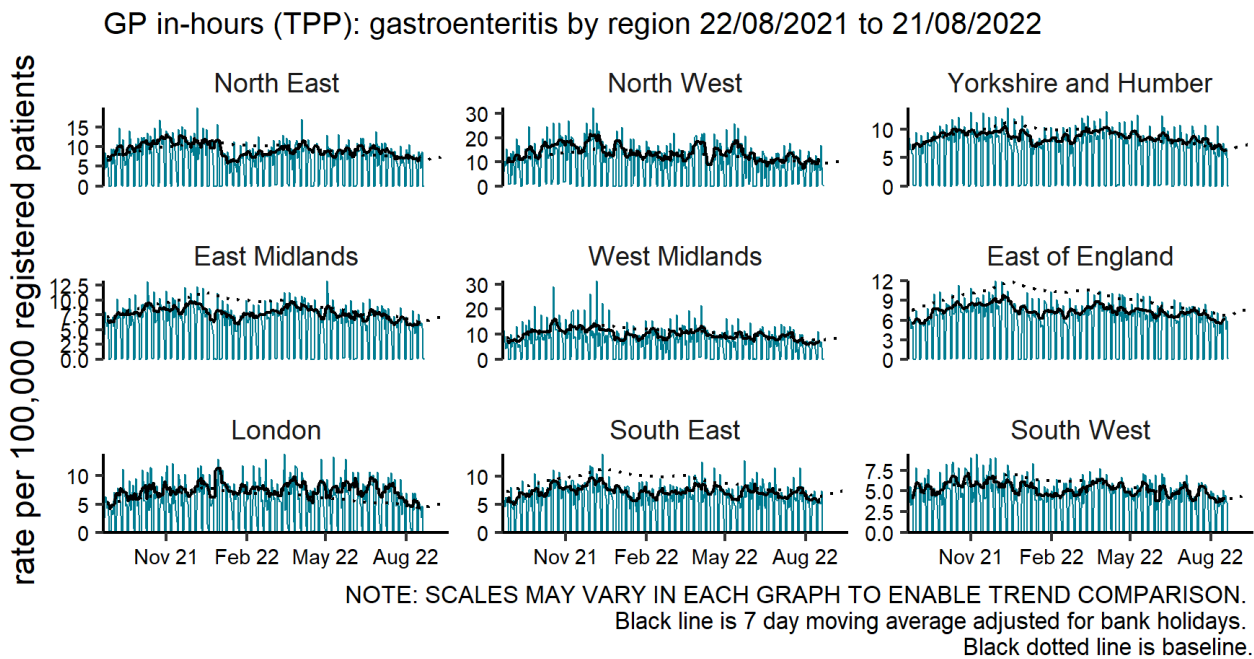 GP in-hours (TPP): gastroenteritis by region 22/08/2021 to 21/08/2022
rate per 100,000 registered patients
North East
15
10
5
0
North West
30
20
10
0
Yorkshire and Humber
10
5
0
East Midlands
12.5
10.0
7.5
5.0
2.5
0.0
West Midlands
30
20
10
0
East of England
12
9
6
3
0
London
10
5
0
Nov 21 Feb 22 May 22 Aug 22
South East
10
5
0
Nov 21 Feb 22 May 22 Aug 22
South West
7.5
5.0
2.5
0.0
Nov 21 Feb 22 May 22 Aug 22
NOTE: SCALES MAY VARY IN EACH GRAPH TO ENABLE TREND COMPARISON.
Black line is 7 day moving average adjusted for bank holidays.
Black dotted line is baseline.